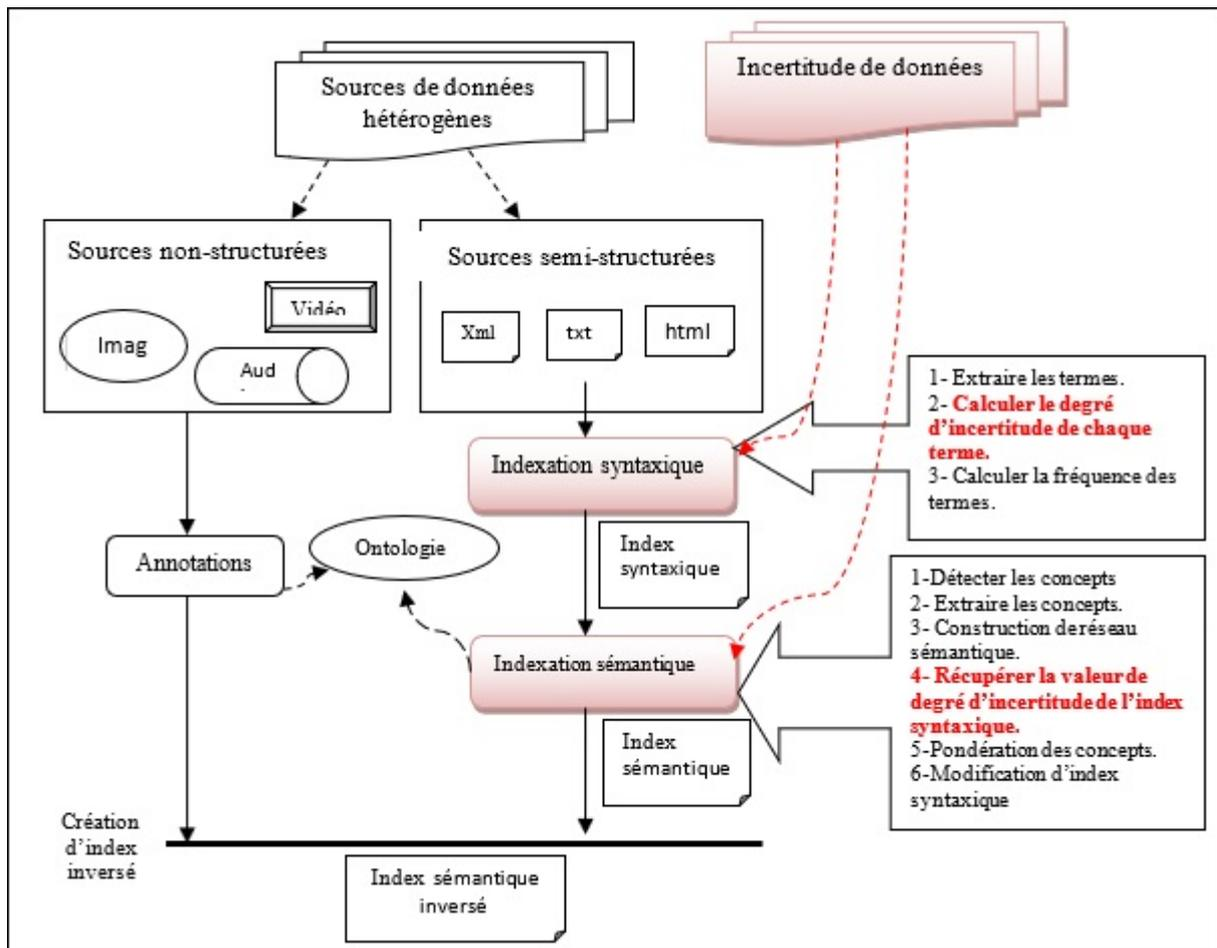 Sources de données
hétérogènes
Incertitude de données
Sources non-structurées
Vidéo
Imag
Aud
Sources semi-structurées
Xml
txt
html
1- Extraire les termes.
2- Calculer le degré
d'incertitude de chaque
terme.
3- Calculer la fréquence des
termes.
Indexation syntaxique
Annotations
Ontologie
Index
syntaxique
1-Détecter les concepts
2- Extraire les concepts.
3- Construction de réseau
sémantique.
4- Récupérer la valeur de
degré d'incertitude de l'index
syntaxique.
5-Pondération des concepts.
6-Modification d'index
syntaxique
Indexation sémantique
Index
sémantique
Création
d'index
inversé
Index sémantique
inversé